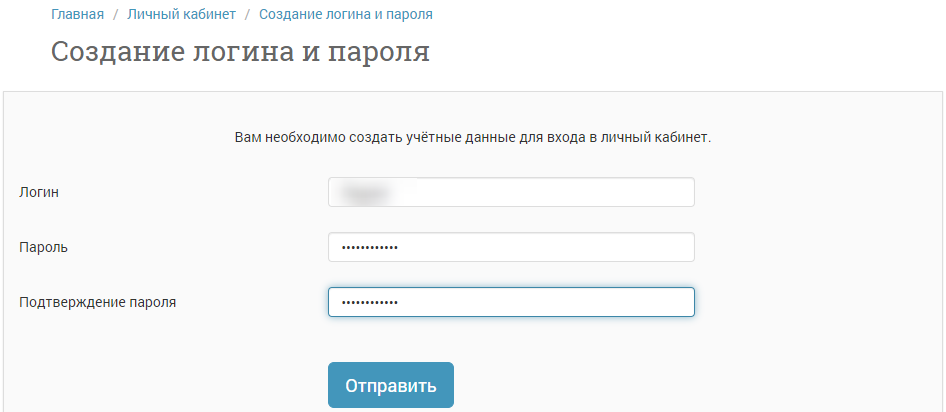 Главная / Личный кабинет / Создание логина и пароля
Создание логина и пароля
Вам необходимо создать учётные данные для входа в личный кабинет.
Логин
Пароль ••••••••••••
Подтверждение пароля ••••••••••••
Отправить